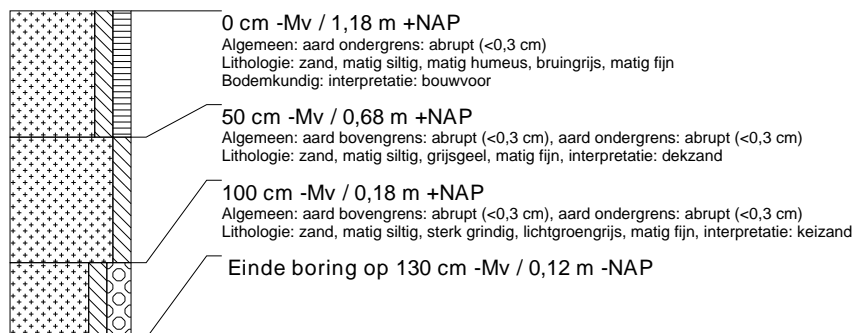 0 cm -Mv / 1,18 m +NAP
Algemeen: aard ondergrens: abrupt (<0,3 cm)
Lithologie: zand, matig siltig, matig humeus, bruingrijs, matig fijn
Bodemkundig: interpretatie: bouwvoor
50 cm -Mv / 0,68 m +NAP
Algemeen: aard bovengrens: abrupt (<0,3 cm), aard ondergrens: abrupt (<0,3 cm)
Lithologie: zand, matig siltig, grijsgeel, matig fijn, interpretatie: dekzand
100 cm -Mv / 0,18 m +NAP
Algemeen: aard bovengrens: abrupt (<0,3 cm), aard ondergrens: abrupt (<0,3 cm)
Lithologie: zand, matig siltig, sterk grindig, lichtgroengrijs, matig fijn, interpretatie: keizand
Einde boring op 130 cm -Mv / 0,12 m -NAP